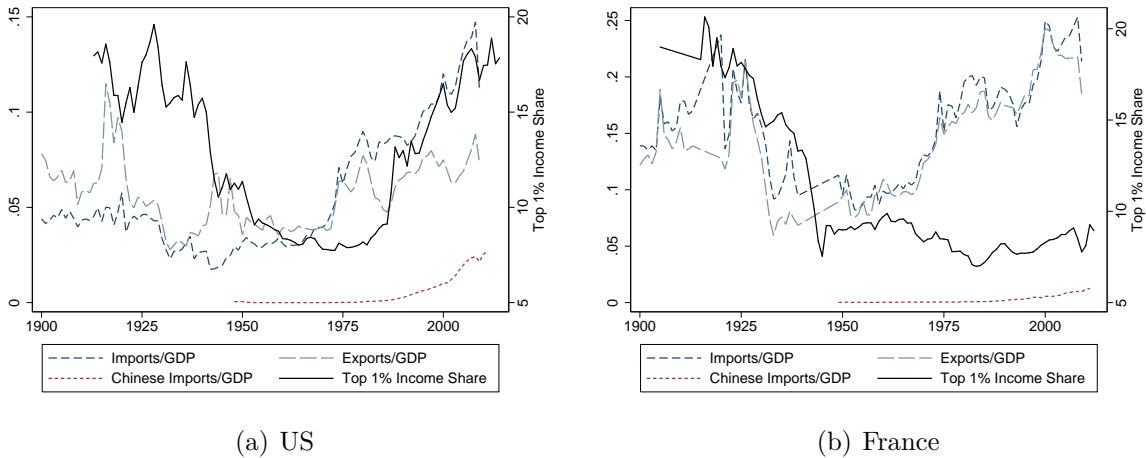 .15
.1
.05
0
20
15
10
5
Top 1% Income Share
1900 1925 1950 1975 2000
Imports/GDP Exports/GDP
Chinese Imports/GDP Top 1% Income Share
(a) US
.25
.2
.15
.1
.05
0
20
15
10
5
Top 1% Income Share
1900 1925 1950 1975 2000
Imports/GDP Exports/GDP
Chinese Imports/GDP Top 1% Income Share
(b) France